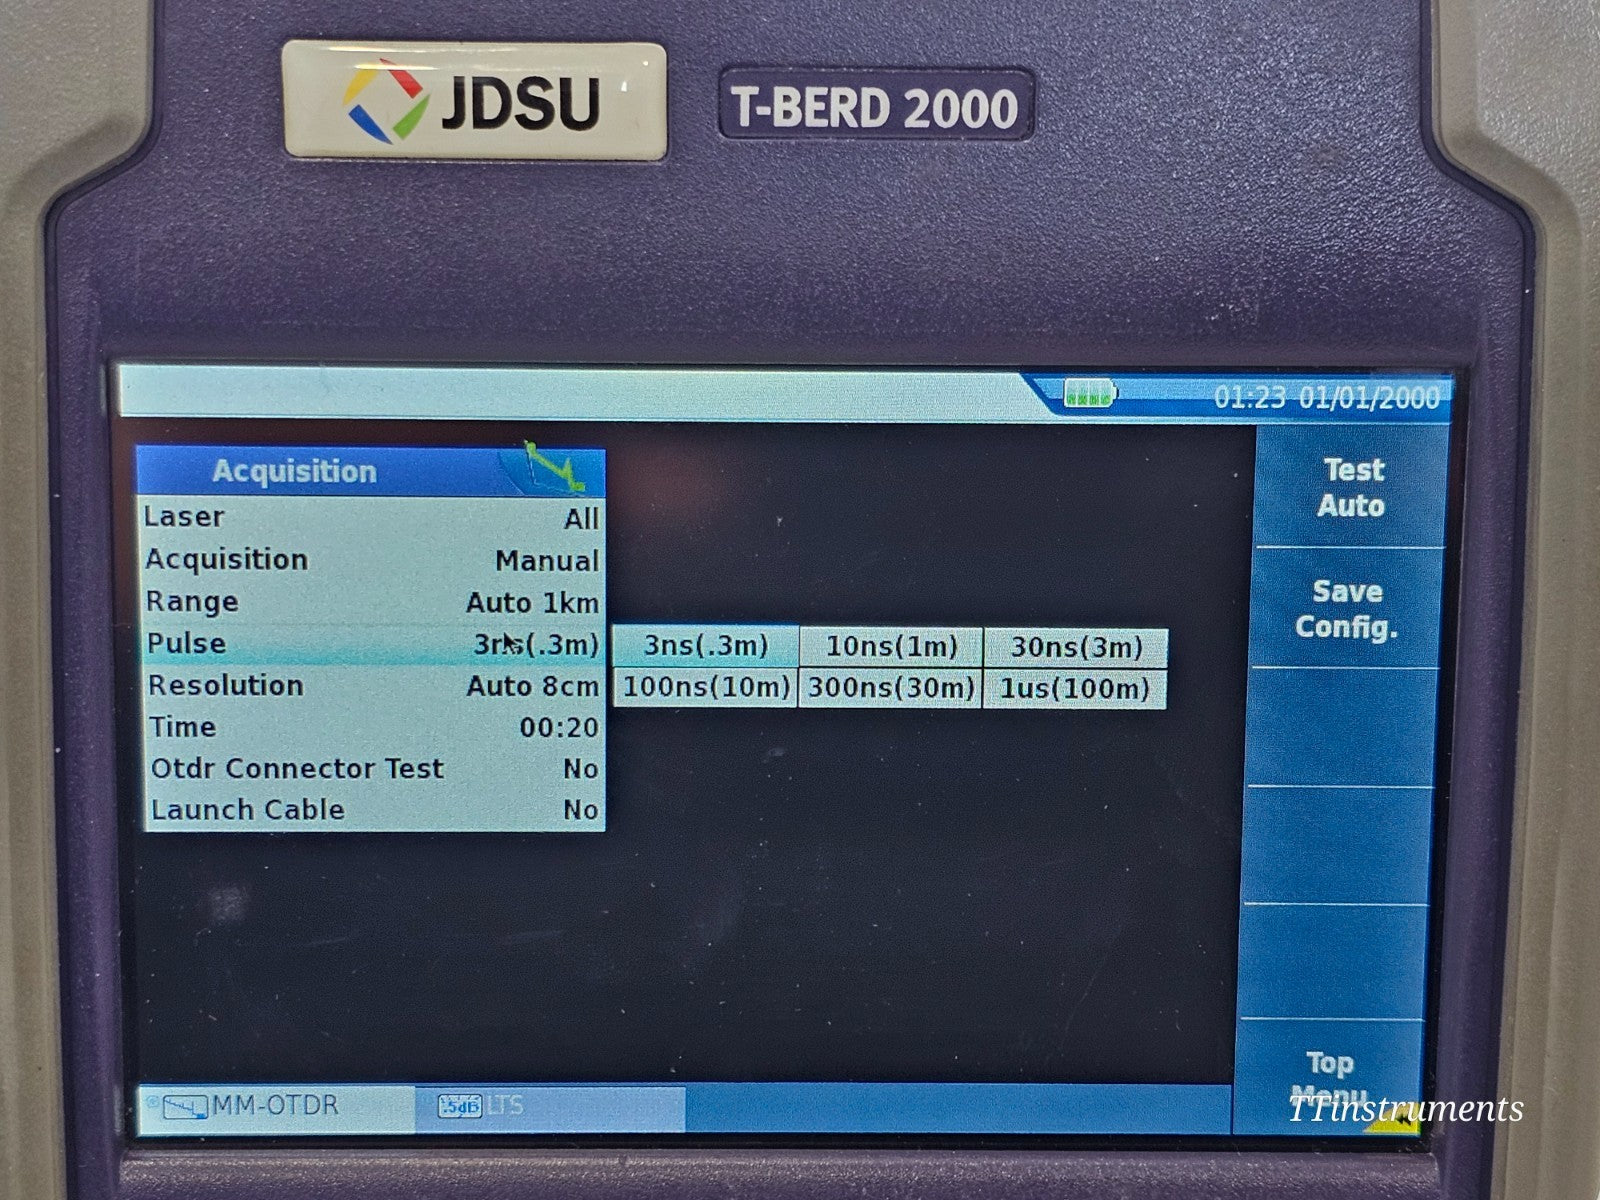 JDSU
T-BERD 2000
01:23 01/01/2000
Acquisition
Laser All
Acquisition Manual
Range Auto 1km
Pulse 3ns(.3m)
3ns(.3m) 10ns(1m) 30ns(3m)
Resolution Auto 8cm
100ns(10m) 300ns(30m) 1us(100m)
Time 00:20
Otdr Connector Test No
Launch Cable No
Test
Auto
Save
Config.
Top
Menu
MM-OTDR
.5dB LTS
TTinstruments